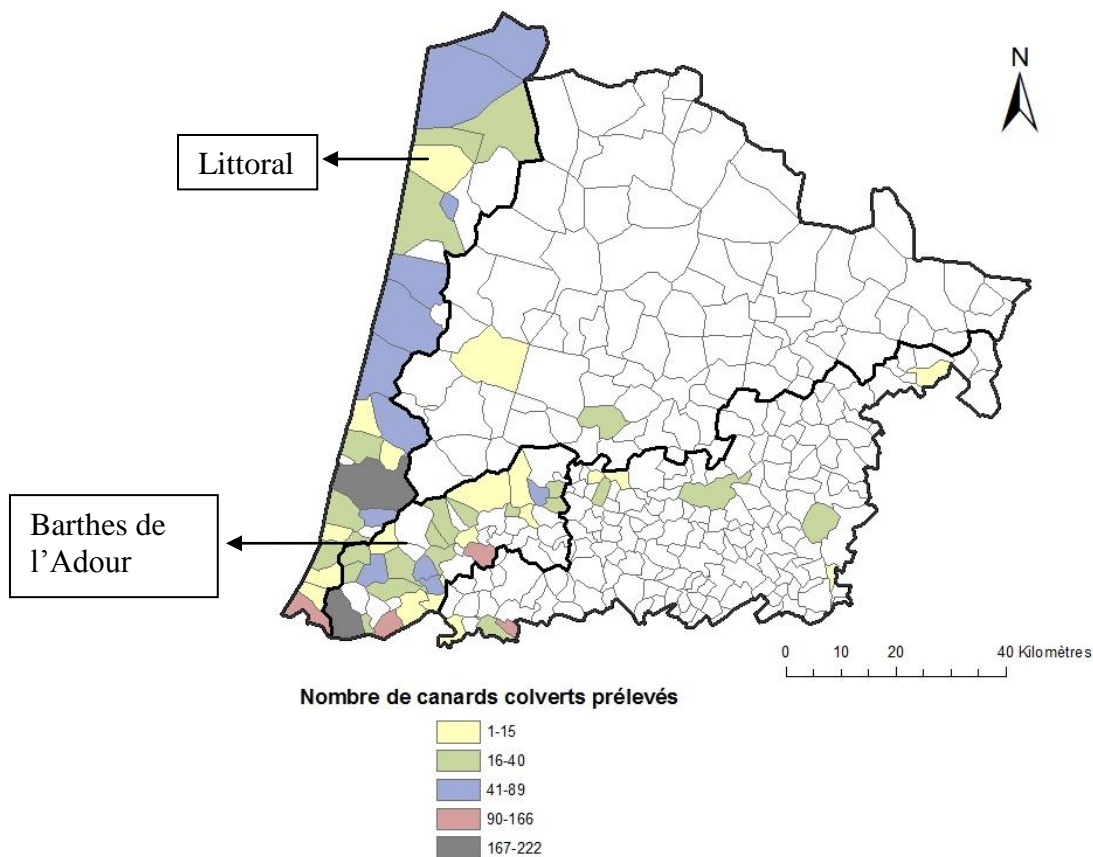 N
Littoral
Barthes de
l’Adour
0 10 20 40 Kilomètres
Nombre de canards colverts prélevés
1-15
16-40
41-89
90-166
167-222